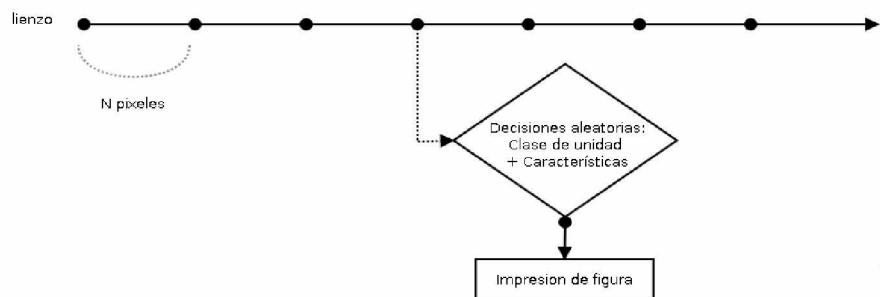 lienzo
N pixeles
Decisiones aleatorias:
Clase de unidad
+ Características
Impresion de figura